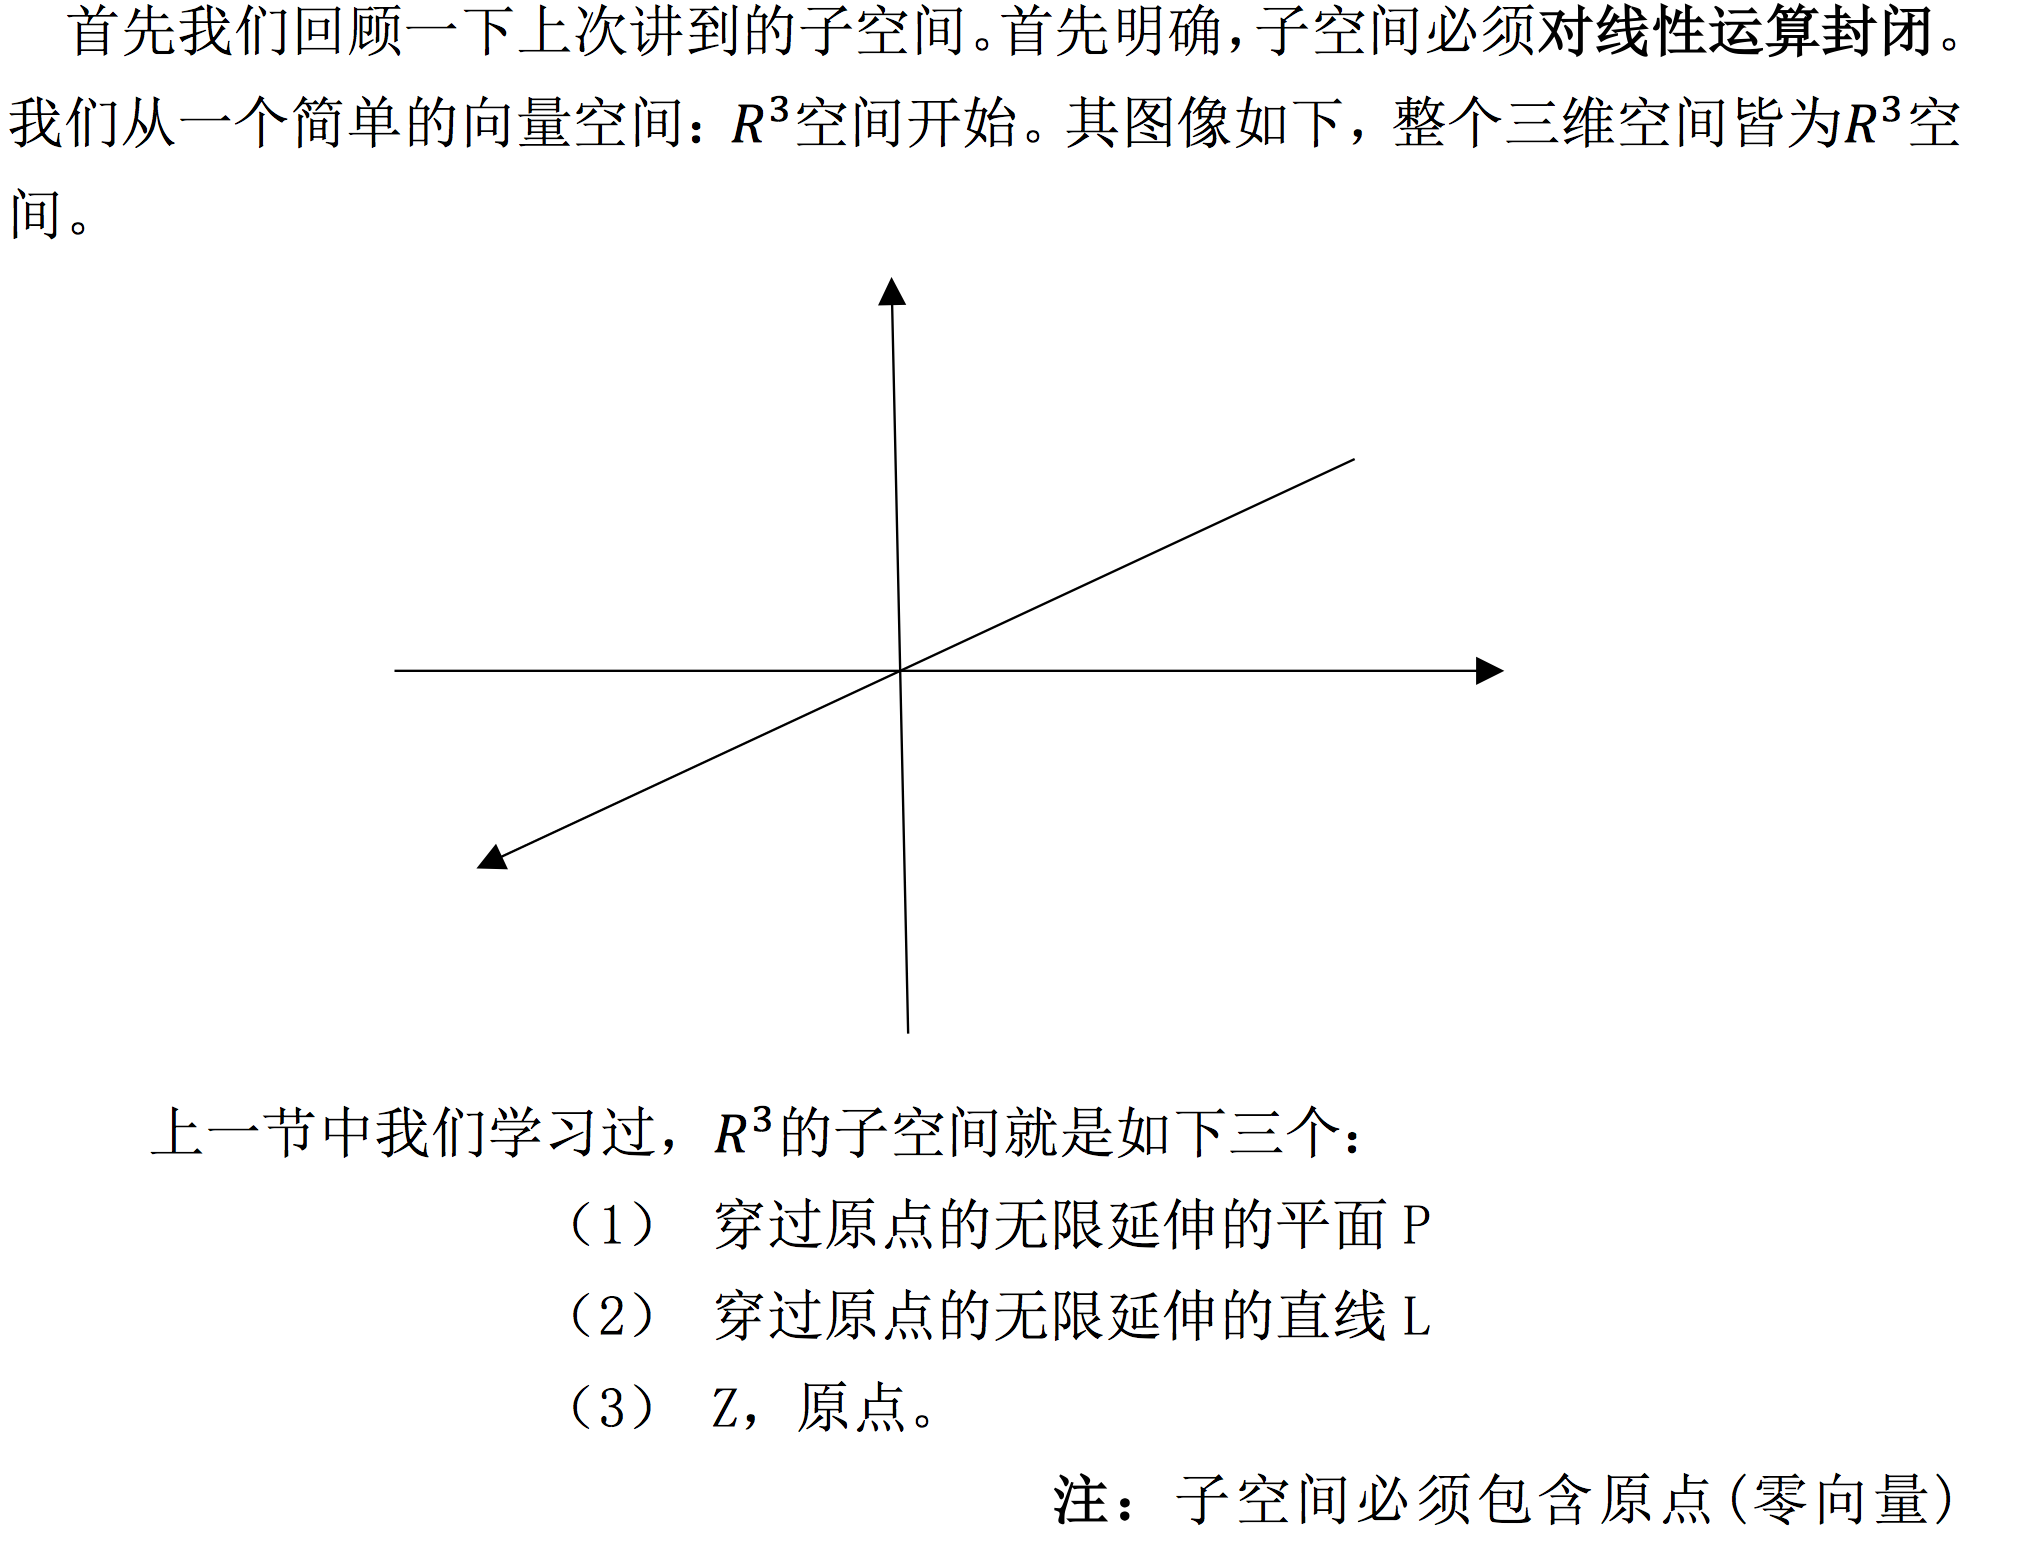 首先我们回顾一下上次讲到的子空间。首先明确，子空间必须对线性运算封闭。
我们从一个简单的向量空间：R³空间开始。其图像如下，整个三维空间皆为R³空
间。
上一节中我们学习过，R³的子空间就是如下三个：
（1） 穿过原点的无限延伸的平面 P
（2） 穿过原点的无限延伸的直线 L
（3） Z，原点。
注：子空间必须包含原点(零向量)